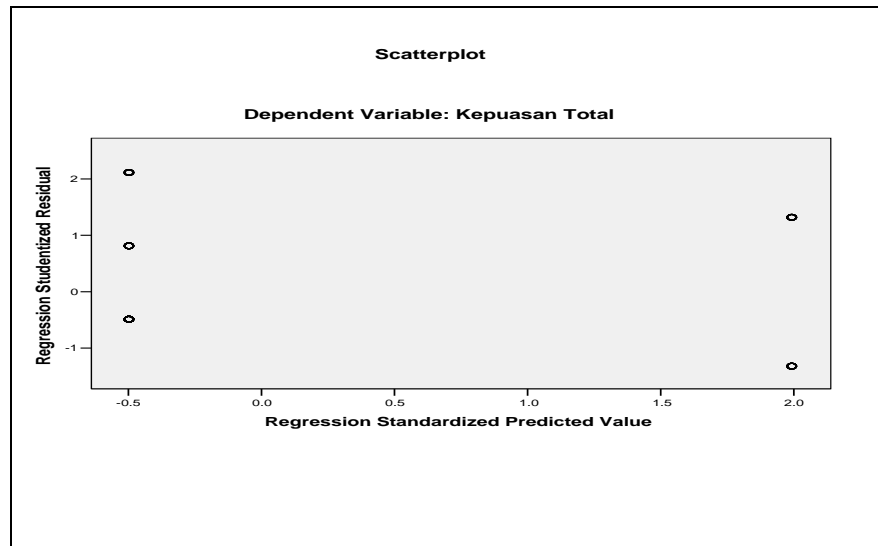 Scatterplot
Dependent Variable: Kepuasan Total
Regression Studentized Residual
2
1
0
-1
-0.5 0.0 0.5 1.0 1.5 2.0
Regression Standardized Predicted Value